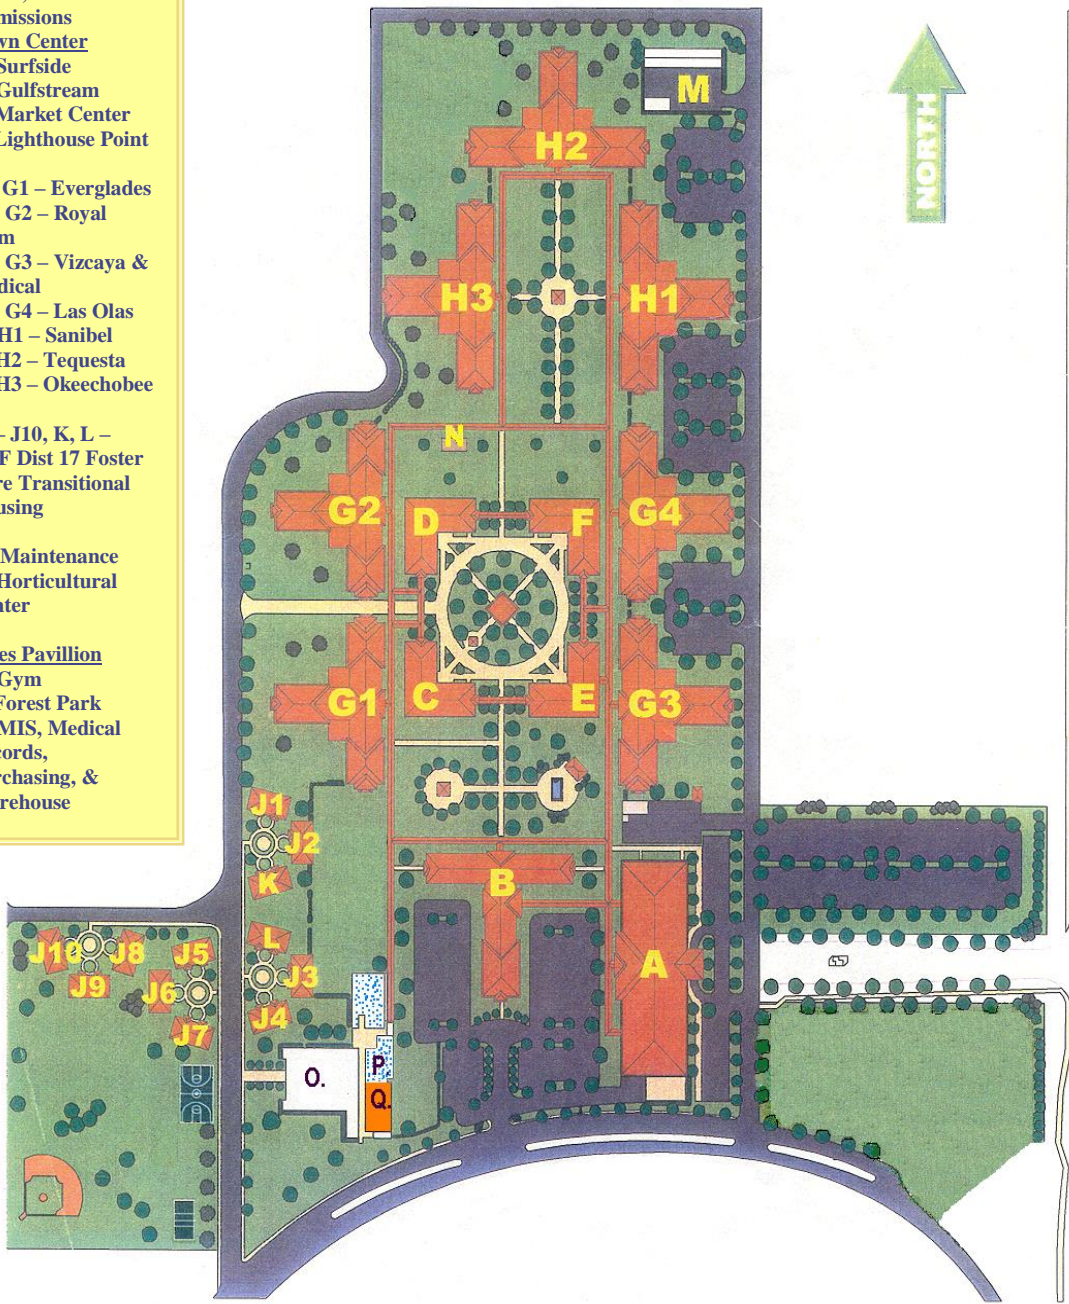 missions
wn Center
Surfside
Gulfstream
Market Center
Lighthouse Point
G1 – Everglades
G2 – Royal
m
G3 – Vizcaya &
dical
G4 – Las Olas
H1 – Sanibel
H2 – Tequesta
H3 – Okeechobee
– J10, K, L –
F Dist 17 Foster
re Transitional
using
Maintenance
Horticultural
nter
es Pavillion
Gym
Forest Park
MIS, Medical
cords,
rchasing, &
rehouse
NORTH
M
H2
H3
H1
N
G2
D
F
G4
G1
C
E
G3
J1
J2
K
B
L
A
J10
J8
J5
J9
J6
J3
J7
J4
O.
P.
Q.